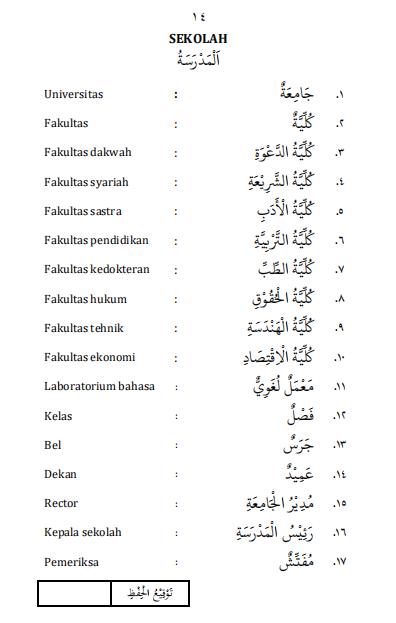 ١٤
SEKOLAH
اَلْمَدْرَسَةُ
Universitas : جَامِعَةٌ .١
Fakultas : كُلِّيَّةٌ .٢
Fakultas dakwah : كُلِّيَّةُ الدَّعْوَةِ .٣
Fakultas syariah : كُلِّيَّةُ الشَّرِيْعَةِ .٤
Fakultas sastra : كُلِّيَّةُ الْأَدَبِ .٥
Fakultas pendidikan : كُلِّيَّةُ التَّرْبِيَّةِ .٦
Fakultas kedokteran : كُلِّيَّةُ الطِّبَّ .٧
Fakultas hukum : كُلِّيَّةُ الْحُقُوْقِ .٨
Fakultas tehnik : كُلِّيَّةُ الْهَنْدَسَةِ .٩
Fakultas ekonomi : كُلِّيَّةُ الْاِقْتِصَادِ .١٠
Laboratorium bahasa : مَعْمَلٌ لُغَوِيٌّ .١١
Kelas : فَصْلٌ .١٢
Bel : جَرَسٌ .١٣
Dekan : عَمِيْدٌ .١٤
Rector : مُدِيْرُ الْجَامِعَةِ .١٥
Kepala sekolah : رَئِيْسُ الْمَدْرَسَةِ .١٦
Pemeriksa : مُفَتِّشٌ .١٧
تَوْقِيْعُ الْحِفْظِ